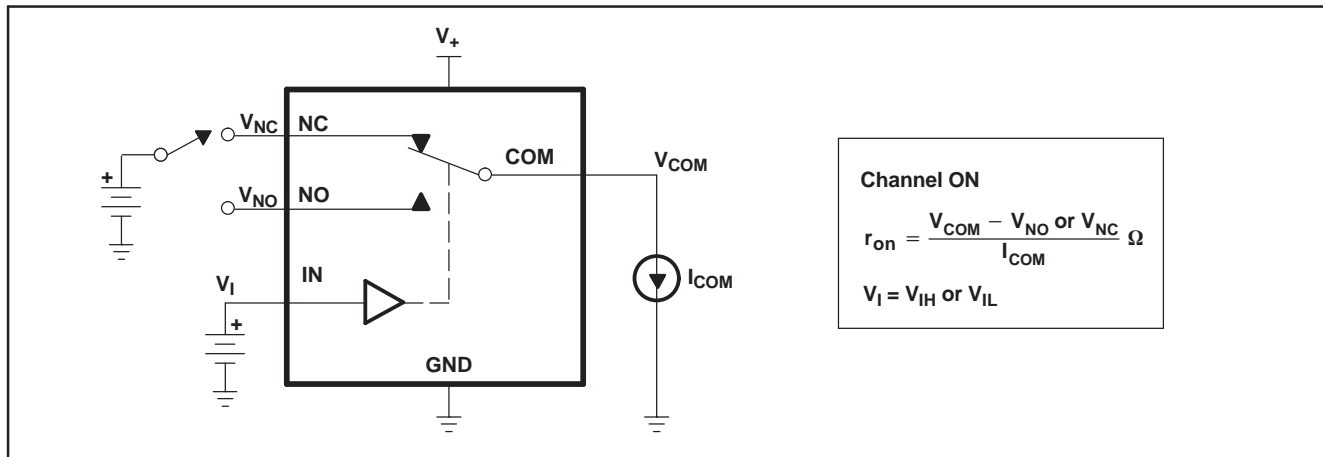 V+
VNC NC
COM
VCOM
+
VNO NO
VI
IN
+
ICOM
GND
Channel ON
ron = VCOM – VNO or VNC / ICOM Ω
VI = VIH or VIL